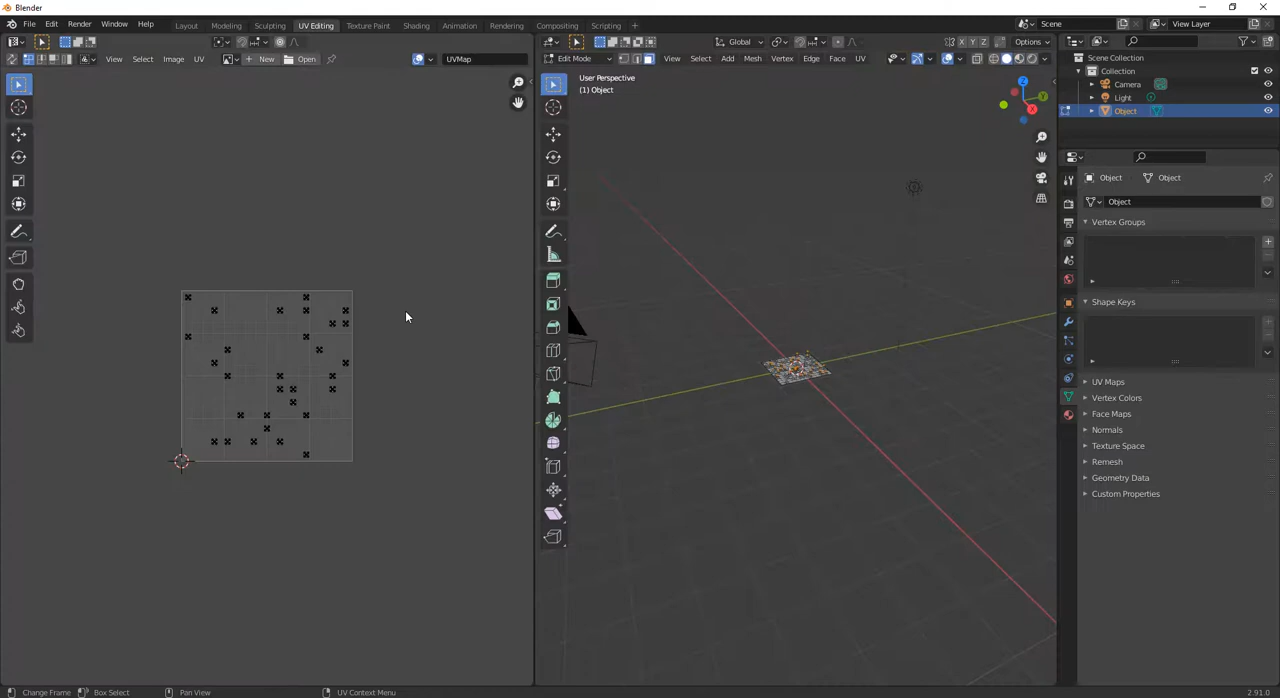 Blender
File Edit Render Window Help Layout Modeling Sculpting UV Editing Texture Paint Shading Animation Rendering Compositing Scripting + Scene View Layer
Global Options
View Select Image UV + New Open UVMap Edit Mode View Select Add Mesh Vertex Edge Face UV X Y Z
User Perspective
(1) Object
Z
Y
X
Scene Collection
Collection
Camera
Light
Object
Object Object
Object
Vertex Groups
Shape Keys
UV Maps
Vertex Colors
Face Maps
Normals
Texture Space
Remesh
Geometry Data
Custom Properties
Change Frame Box Select Pan View UV Context Menu 2.91.0